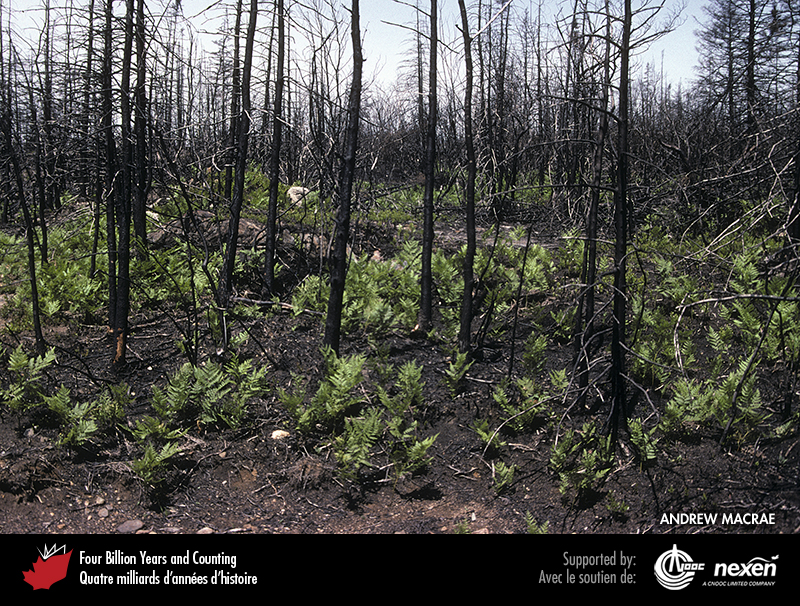 ANDREW MACRAE
Four Billion Years and Counting
Quatre milliards d'années d'histoire
Supported by:
Avec le soutien de:
CNOOC
nexen
A CNOOC LIMITED COMPANY